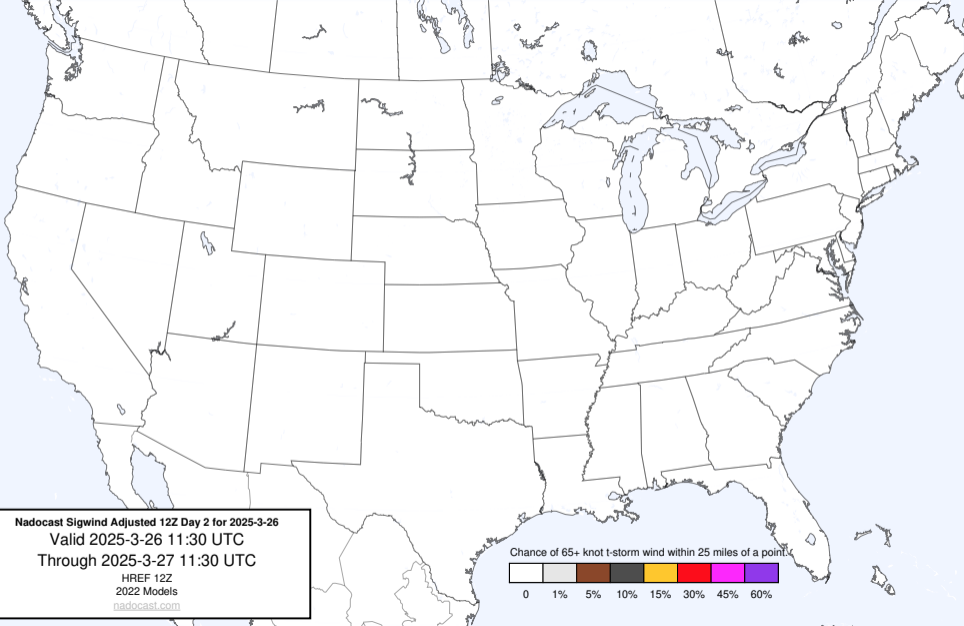 Nadocast Sigwind Adjusted 12Z Day 2 for 2025-3-26
Valid 2025-3-26 11:30 UTC
Through 2025-3-27 11:30 UTC
HREF 12Z
2022 Models
nadocast.com
Chance of 65+ knot t-storm wind within 25 miles of a point.
0 1% 5% 10% 15% 30% 45% 60%